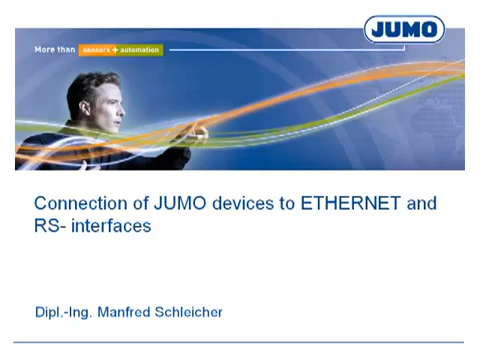 JUMO
More than sensors + automation
Connection of JUMO devices to ETHERNET and
RS- interfaces
Dipl.-Ing. Manfred Schleicher